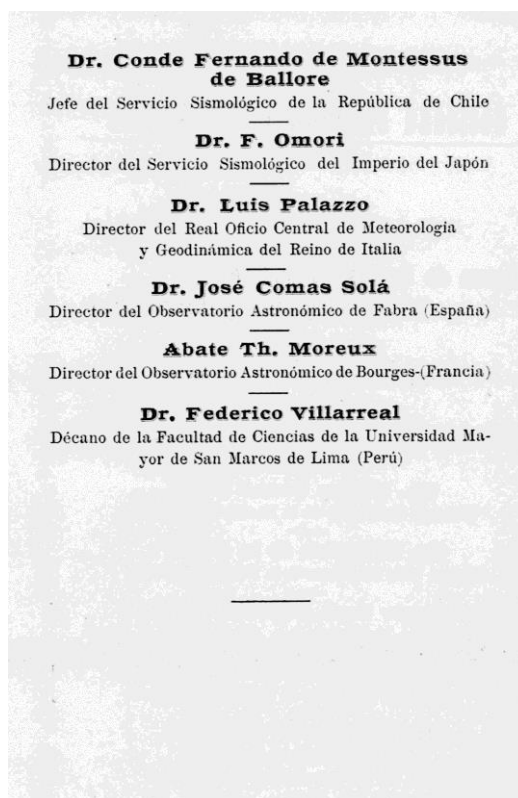 Dr. Conde Fernando de Montessus
de Ballore
Jefe del Servicio Sismológico de la República de Chile
Dr. F. Omori
Director del Servicio Sismológico del Imperio del Japón
Dr. Luis Palazzo
Director del Real Oficio Central de Meteorología
y Geodinámica del Reino de Italia
Dr. José Comas Solá
Director del Observatorio Astronómico de Fabra (España)
Abate Th. Moreux
Director del Observatorio Astronómico de Bourges-(Francia)
Dr. Federico Villarreal
Décano de la Facultad de Ciencias de la Universidad Ma-
yor de San Marcos de Lima (Perú)